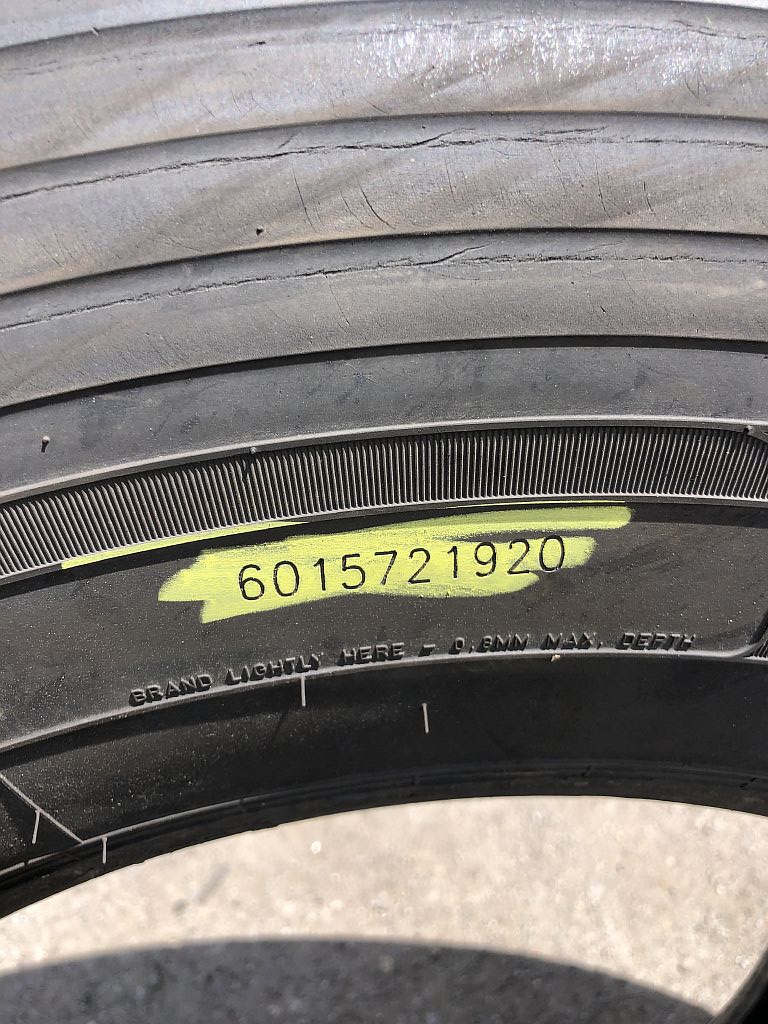 6015721920
BRAND LIGHTLY HERE - 0.8MM MAX. DEPTH